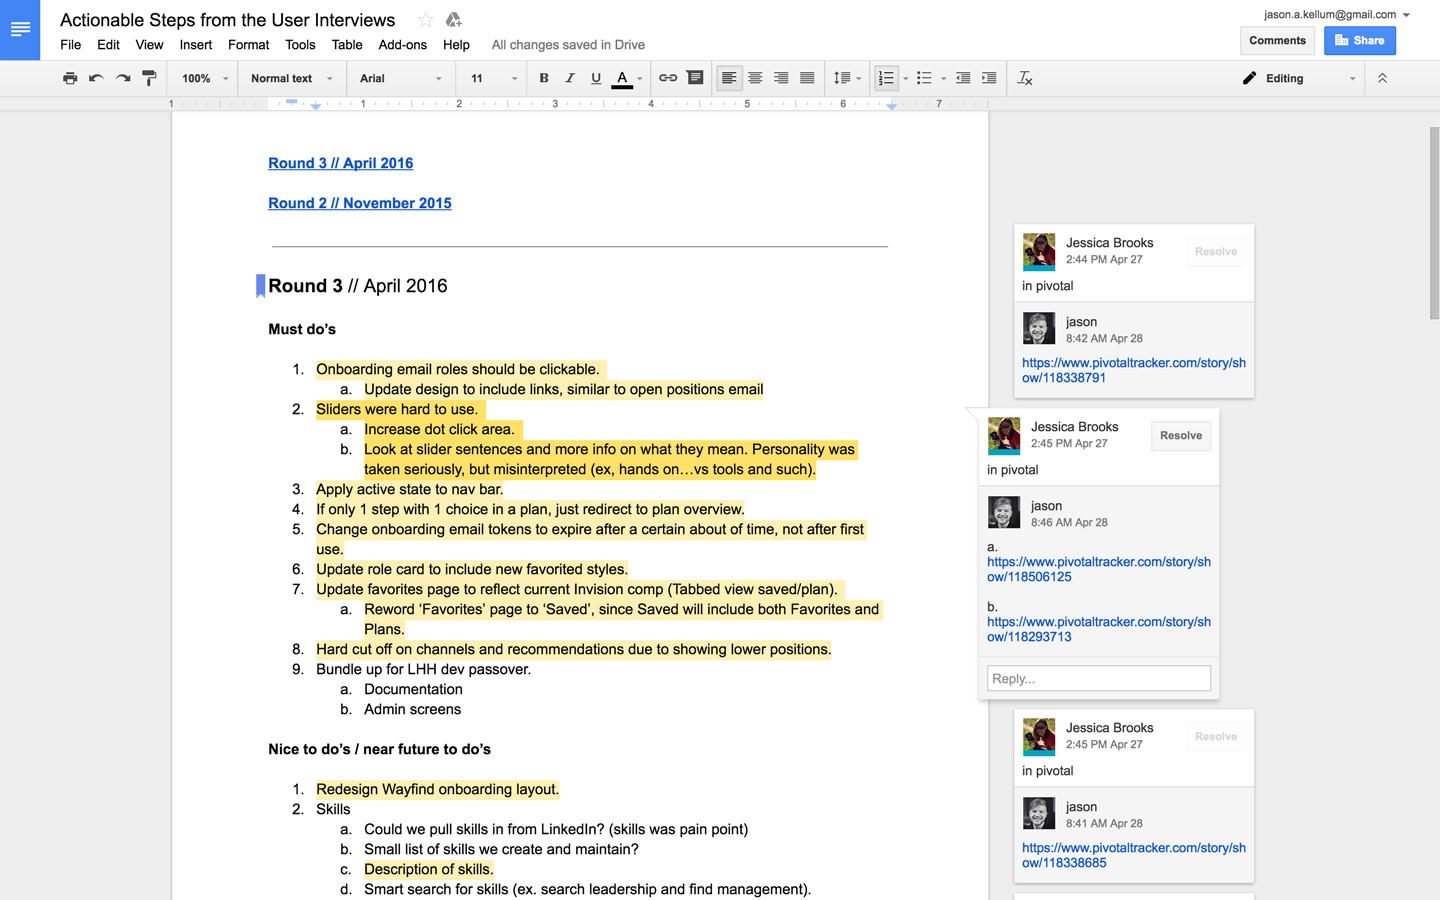 Actionable Steps from the User Interviews
jason.a.kellum@gmail.com
File Edit View Insert Format Tools Table Add-ons Help All changes saved in Drive
Comments
Share
100% Normal text Arial 11 B I U A Editing
1 1 2 3 4 5 6 7
Round 3 // April 2016
Round 2 // November 2015
Round 3 // April 2016
Must do’s
1. Onboarding email roles should be clickable.
a. Update design to include links, similar to open positions email
2. Sliders were hard to use.
a. Increase dot click area.
b. Look at slider sentences and more info on what they mean. Personality was
taken seriously, but misinterpreted (ex, hands on…vs tools and such).
3. Apply active state to nav bar.
4. If only 1 step with 1 choice in a plan, just redirect to plan overview.
5. Change onboarding email tokens to expire after a certain about of time, not after first
use.
6. Update role card to include new favorited styles.
7. Update favorites page to reflect current Invision comp (Tabbed view saved/plan).
a. Reword ‘Favorites’ page to ‘Saved’, since Saved will include both Favorites and
Plans.
8. Hard cut off on channels and recommendations due to showing lower positions.
9. Bundle up for LHH dev passover.
a. Documentation
b. Admin screens
Nice to do’s / near future to do’s
1. Redesign Wayfind onboarding layout.
2. Skills
a. Could we pull skills in from LinkedIn? (skills was pain point)
b. Small list of skills we create and maintain?
c. Description of skills.
d. Smart search for skills (ex. search leadership and find management).
Jessica Brooks
2:44 PM Apr 27
Resolve
in pivotal
jason
8:42 AM Apr 28
https://www.pivotaltracker.com/story/sh
ow/118338791
Jessica Brooks
2:45 PM Apr 27
Resolve
in pivotal
jason
8:46 AM Apr 28
a.
https://www.pivotaltracker.com/story/sh
ow/118506125
b.
https://www.pivotaltracker.com/story/sh
ow/118293713
Reply...
Jessica Brooks
2:45 PM Apr 27
Resolve
in pivotal
jason
8:41 AM Apr 28
https://www.pivotaltracker.com/story/sh
ow/118338685